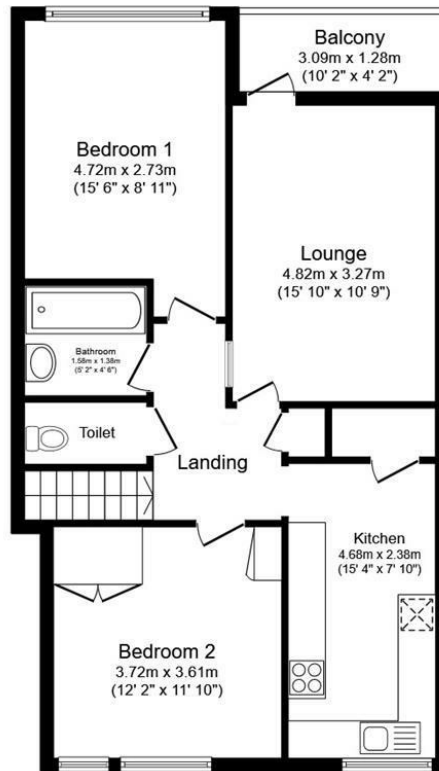 Balcony
3.09m x 1.28m
(10' 2" x 4' 2")
Bedroom 1
4.72m x 2.73m
(15' 6" x 8' 11")
Lounge
4.82m x 3.27m
(15' 10" x 10' 9")
Bathroom
1.58m x 1.38m
(5' 2" x 4' 6")
Toilet
Landing
Kitchen
4.68m x 2.38m
(15' 4" x 7' 10")
Bedroom 2
3.72m x 3.61m
(12' 2" x 11' 10")